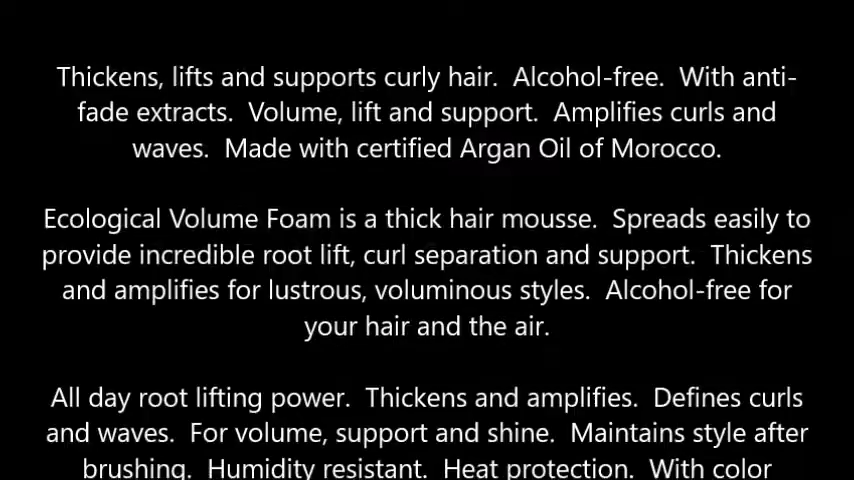 Thickens, lifts and supports curly hair.  Alcohol-free.  With anti-
fade extracts.  Volume, lift and support.  Amplifies curls and
waves.  Made with certified Argan Oil of Morocco.
Ecological Volume Foam is a thick hair mousse.  Spreads easily to
provide incredible root lift, curl separation and support.  Thickens
and amplifies for lustrous, voluminous styles.  Alcohol-free for
your hair and the air.
All day root lifting power.  Thickens and amplifies.  Defines curls
and waves.  For volume, support and shine.  Maintains style after
brushing.  Humidity resistant.  Heat protection.  With color